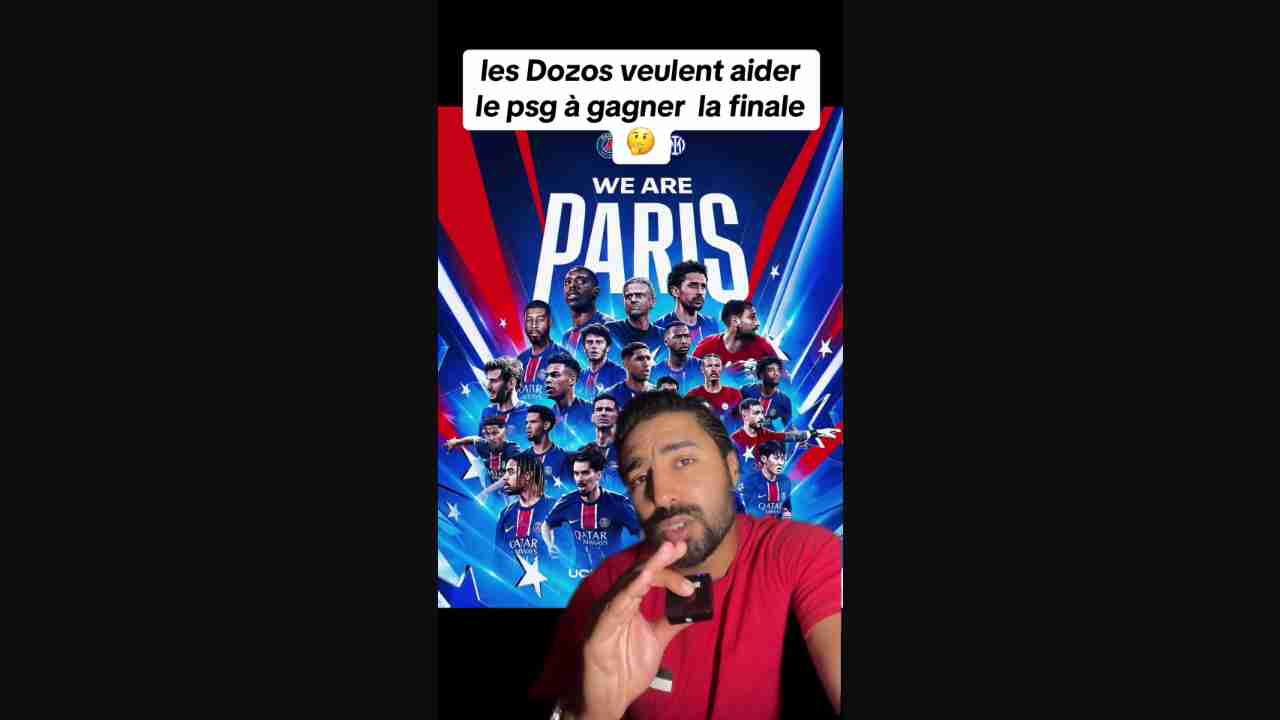 les Dozos veulent aider
le psg à gagner la finale
🤔
WE ARE
PARIS
QATAR
AIRWAYS
QATAR
QATAR
AIRWAYS
QATAR
AIRWAYS
UC